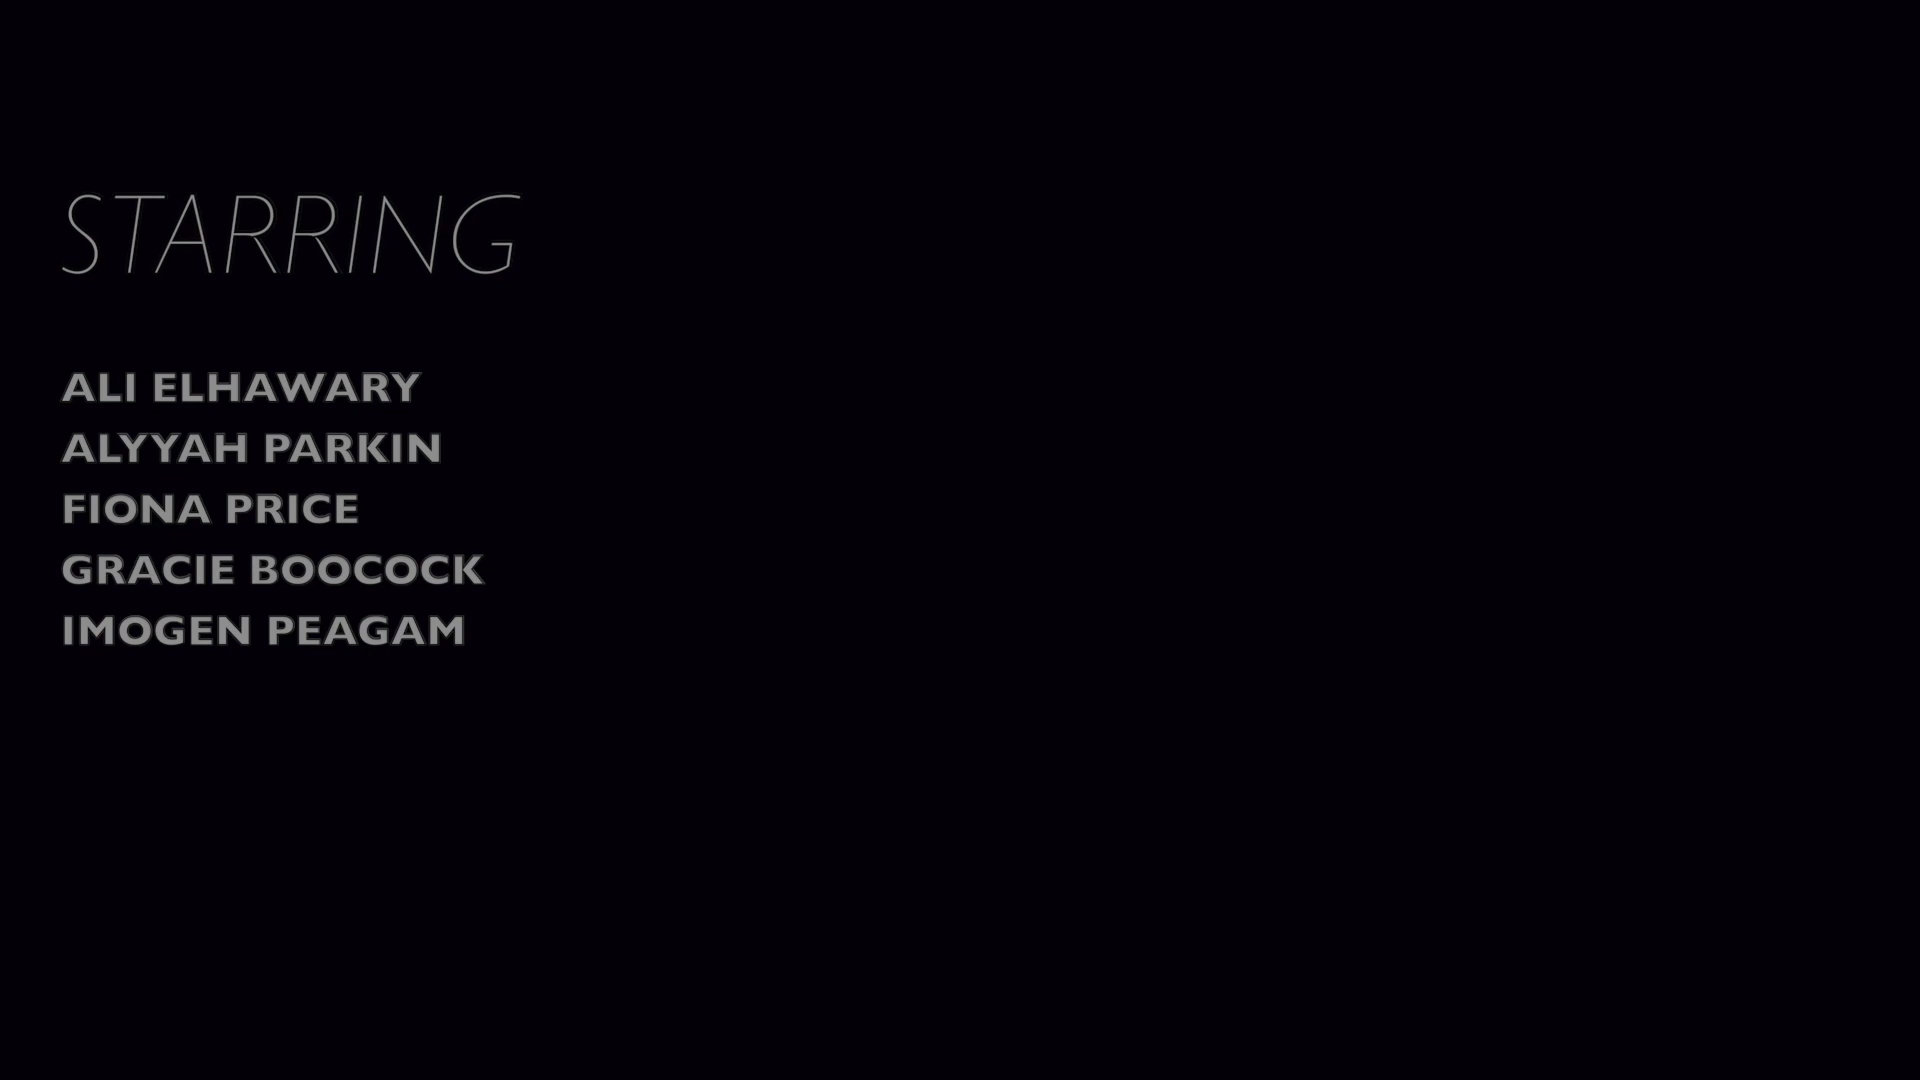 STARRING
ALI ELHAWARY
ALYYAH PARKIN
FIONA PRICE
GRACIE BOOCOCK
IMOGEN PEAGAM